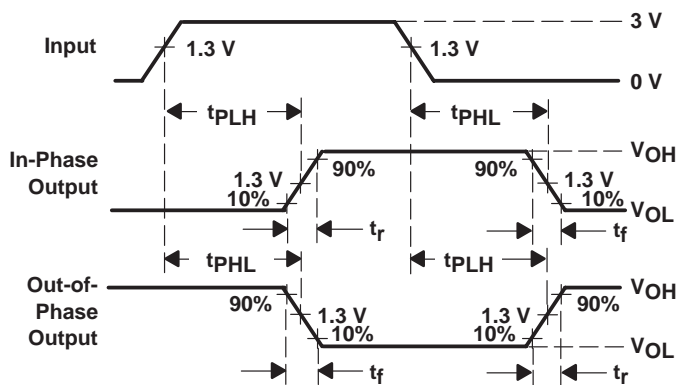 3 V
Input
1.3 V
1.3 V
0 V
tPLH
tPHL
In-Phase
Output
VOH
90%
90%
1.3 V
1.3 V
10%
10%
VOL
tr
tf
tPHL
tPLH
Out-of-
Phase
Output
VOH
90%
90%
1.3 V
1.3 V
10%
10%
VOL
tf
tr